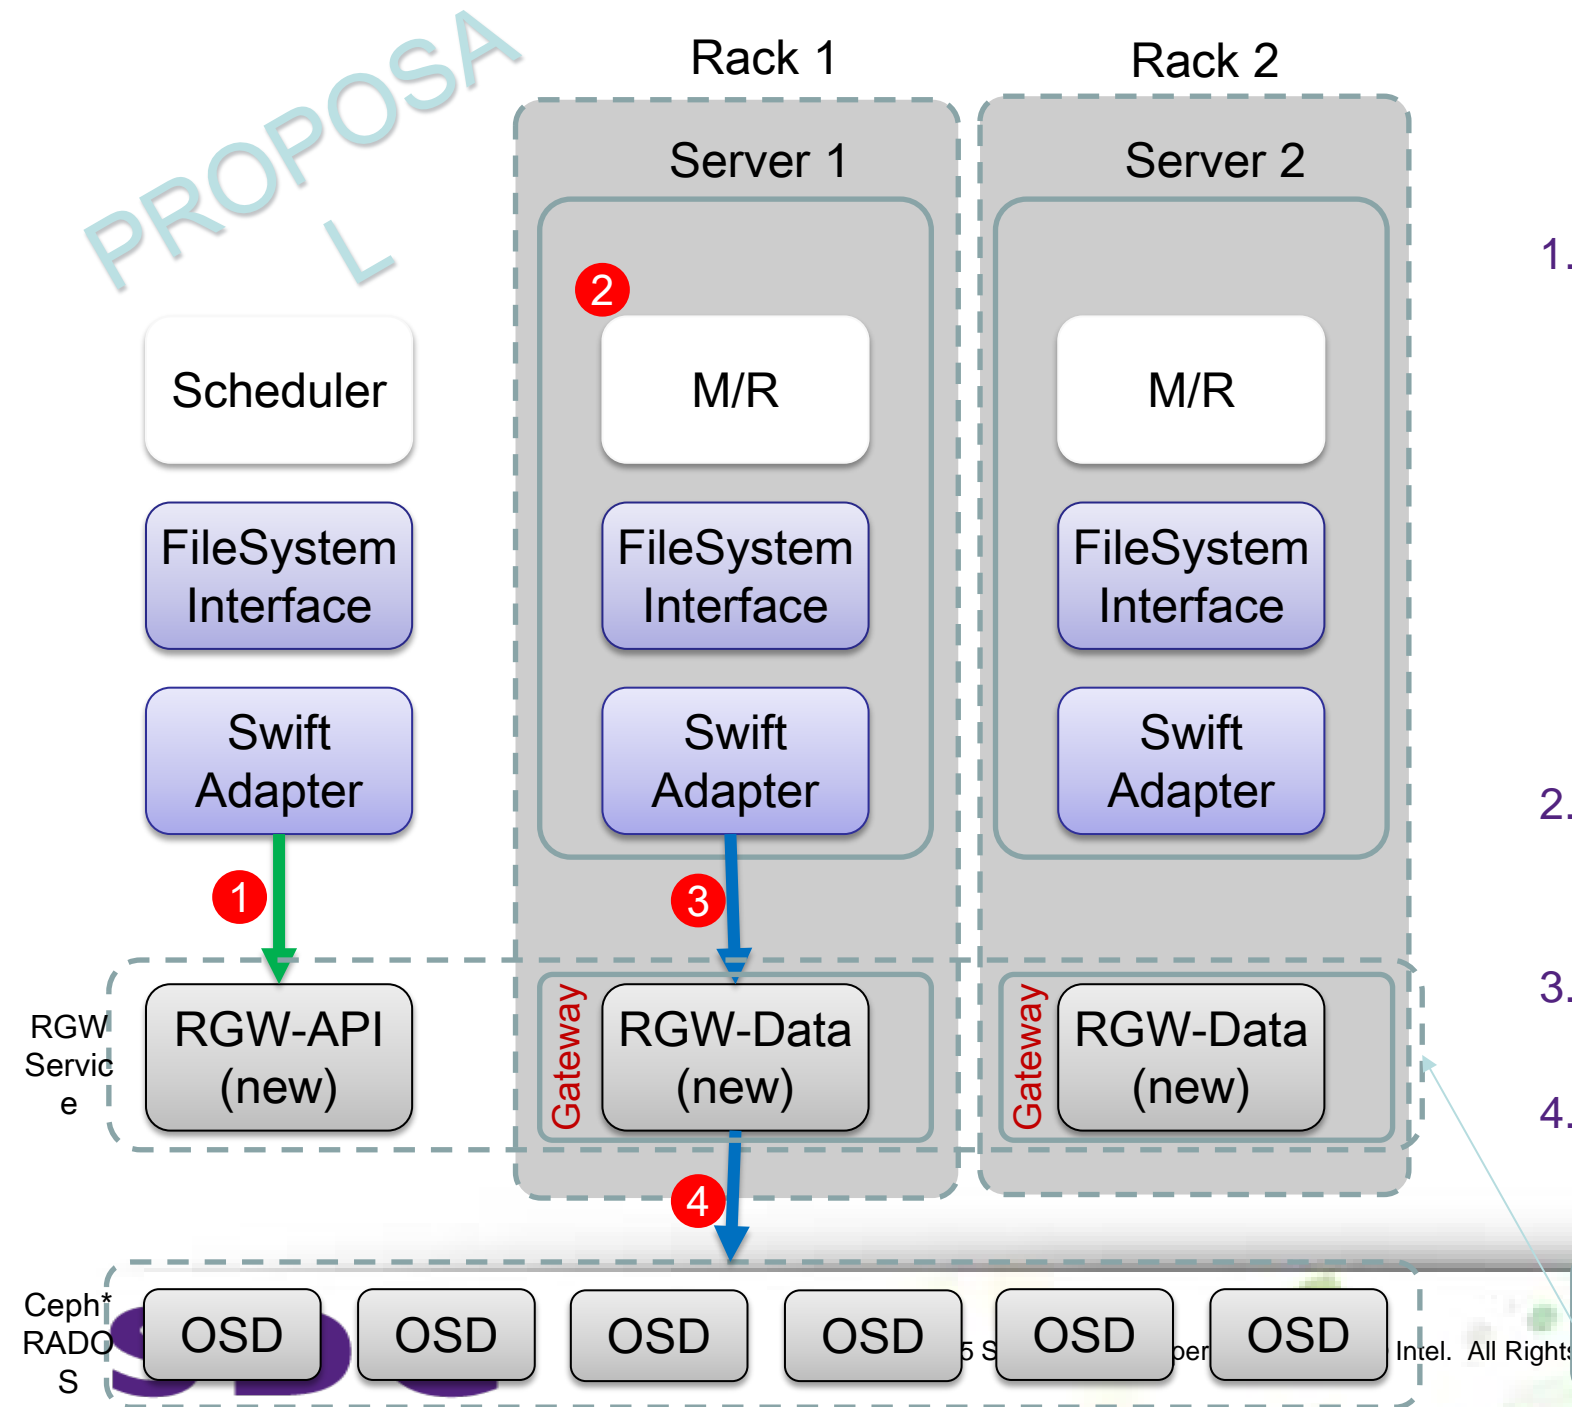 PROPOSA
L
Rack 1
Rack 2
Server 1
Server 2
1.
2
Scheduler
M/R
M/R
FileSystem
Interface
FileSystem
Interface
FileSystem
Interface
Swift
Adapter
Swift
Adapter
Swift
Adapter
2.
1
3
3.
RGW
Servic
e
RGW-API
(new)
Gateway
RGW-Data
(new)
Gateway
RGW-Data
(new)
4.
4
Ceph*
RADO
S
OSD
OSD
OSD
OSD
OSD
OSD
Intel. All Rights